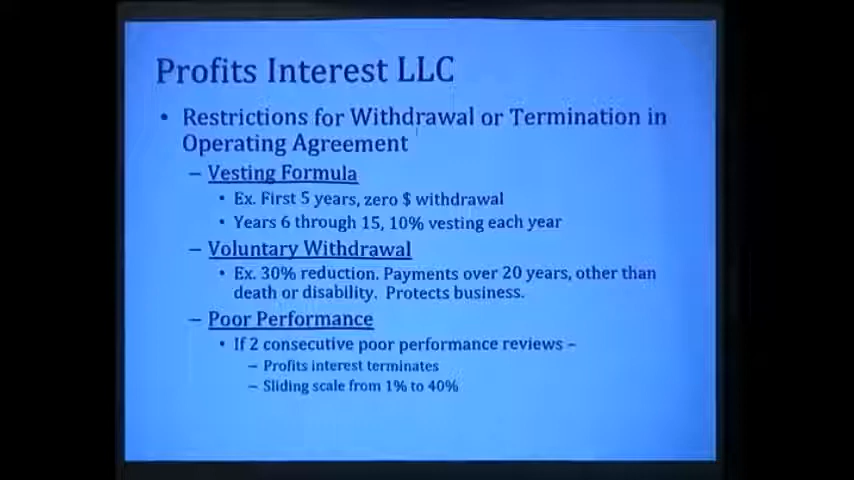 Profits Interest LLC
• Restrictions for Withdrawal or Termination in
Operating Agreement
– Vesting Formula
• Ex. First 5 years, zero $ withdrawal
• Years 6 through 15, 10% vesting each year
– Voluntary Withdrawal
• Ex. 30% reduction. Payments over 20 years, other than
death or disability. Protects business.
– Poor Performance
• If 2 consecutive poor performance reviews –
– Profits interest terminates
– Sliding scale from 1% to 40%